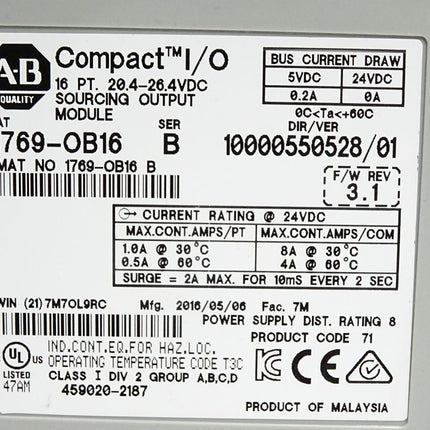 AB
QUALITY
Compact™ I/O
16 PT. 20.4-26.4VDC
SOURCING OUTPUT
MODULE
BUS CURRENT DRAW
5VDC 24VDC
0.2A 0A
0C<Ta<+60C
DIR/VER
10000550528/01
AT SER
769-OB16 B
MAT NO 1769-OB16 B
F/W REV
3.1
CURRENT RATING @ 24VDC
MAX.CONT.AMPS/PT MAX.CONT.AMPS/COM
1.0A @ 30°C 8A @ 30°C
0.5A @ 60°C 4A @ 60°C
SURGE = 2A MAX. FOR 10mS EVERY 2 SEC
WIN (21) 7M7OL9RC Mfg. 2016/05/06 Fac. 7M
POWER SUPPLY DIST. RATING 8
PRODUCT CODE 71
UL US
LISTED
47AM
IND.CONT.EQ.FOR HAZ.LOC.
OPERATING TEMPERATURE CODE T3C
CLASS I DIV 2 GROUP A,B,C,D
459020-2187
KC CE
PRODUCT OF MALAYSIA